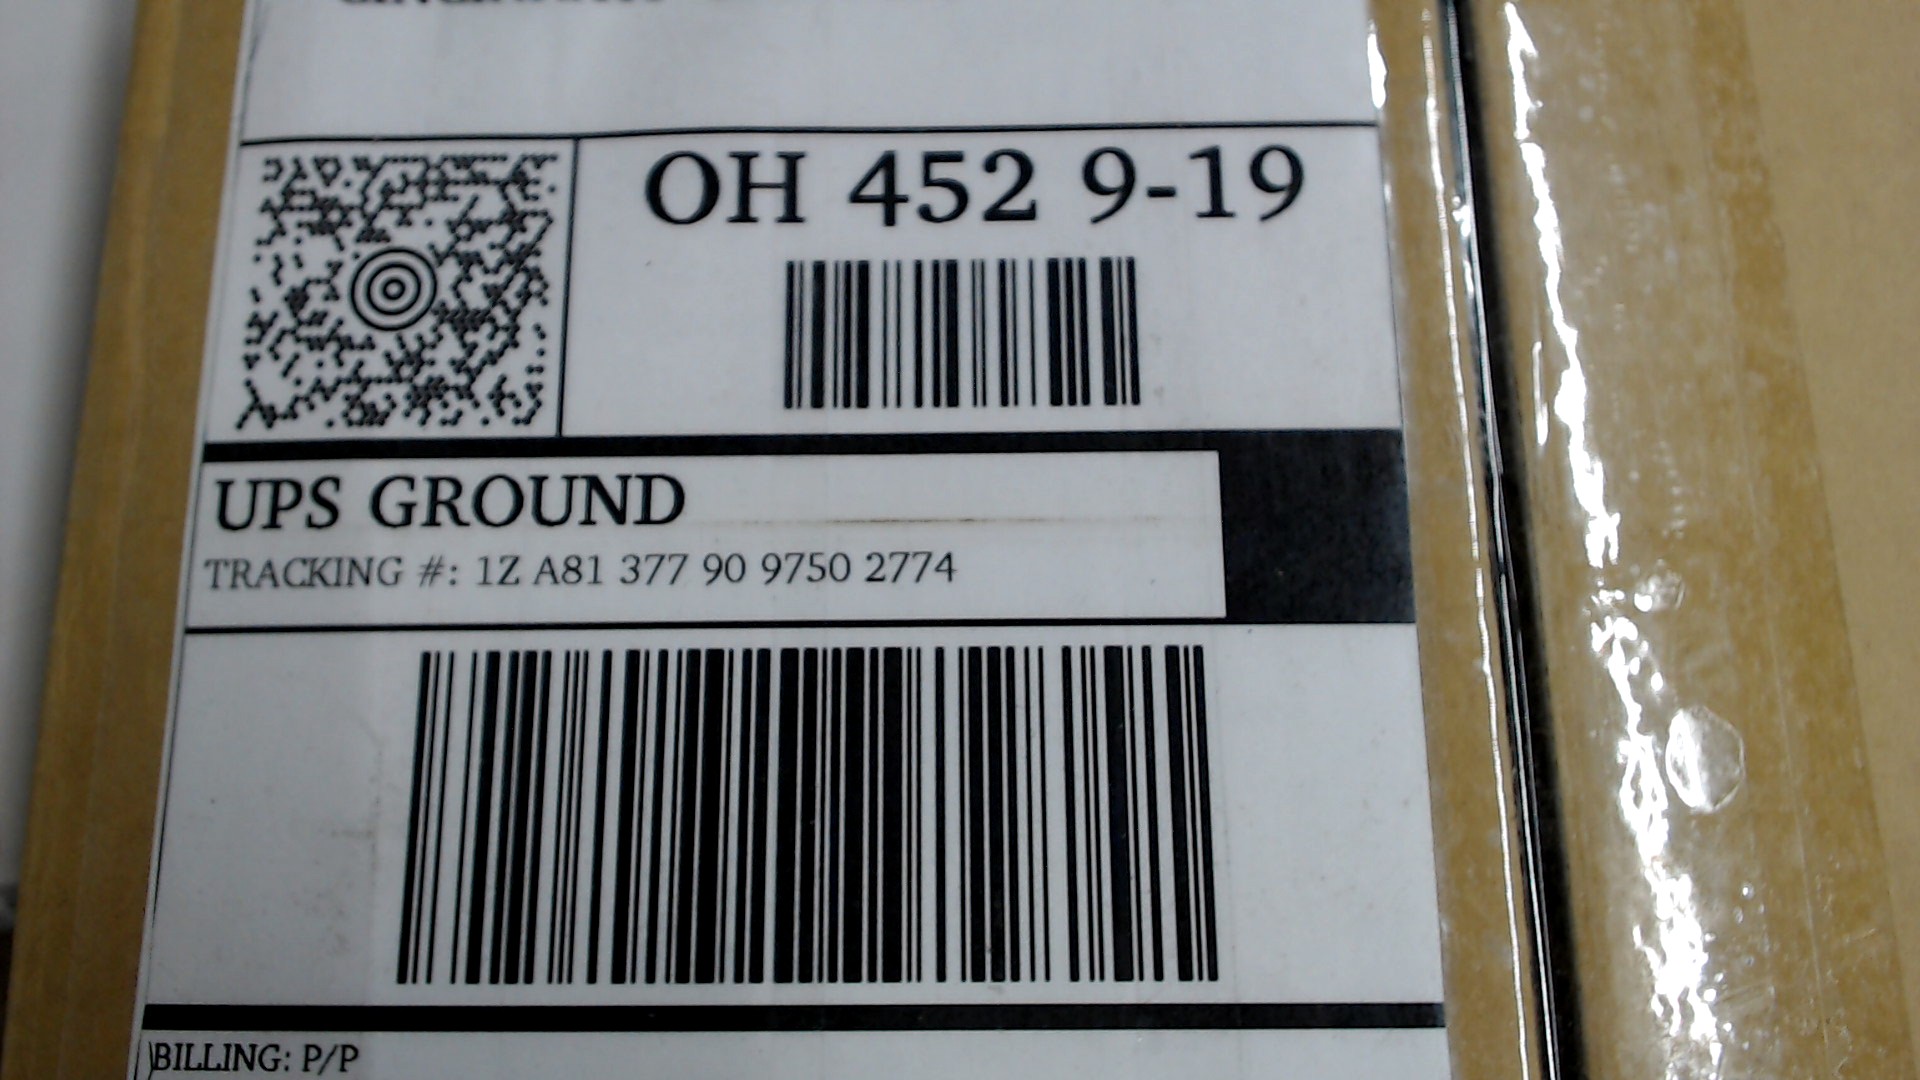 OH 452 9-19
UPS GROUND
TRACKING #: 1Z A81 377 90 9750 2774
BILLING: P/P